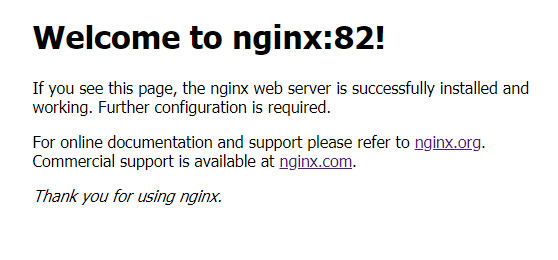 Welcome to nginx:82!
If you see this page, the nginx web server is successfully installed and
working. Further configuration is required.
For online documentation and support please refer to nginx.org.
Commercial support is available at nginx.com.
Thank you for using nginx.